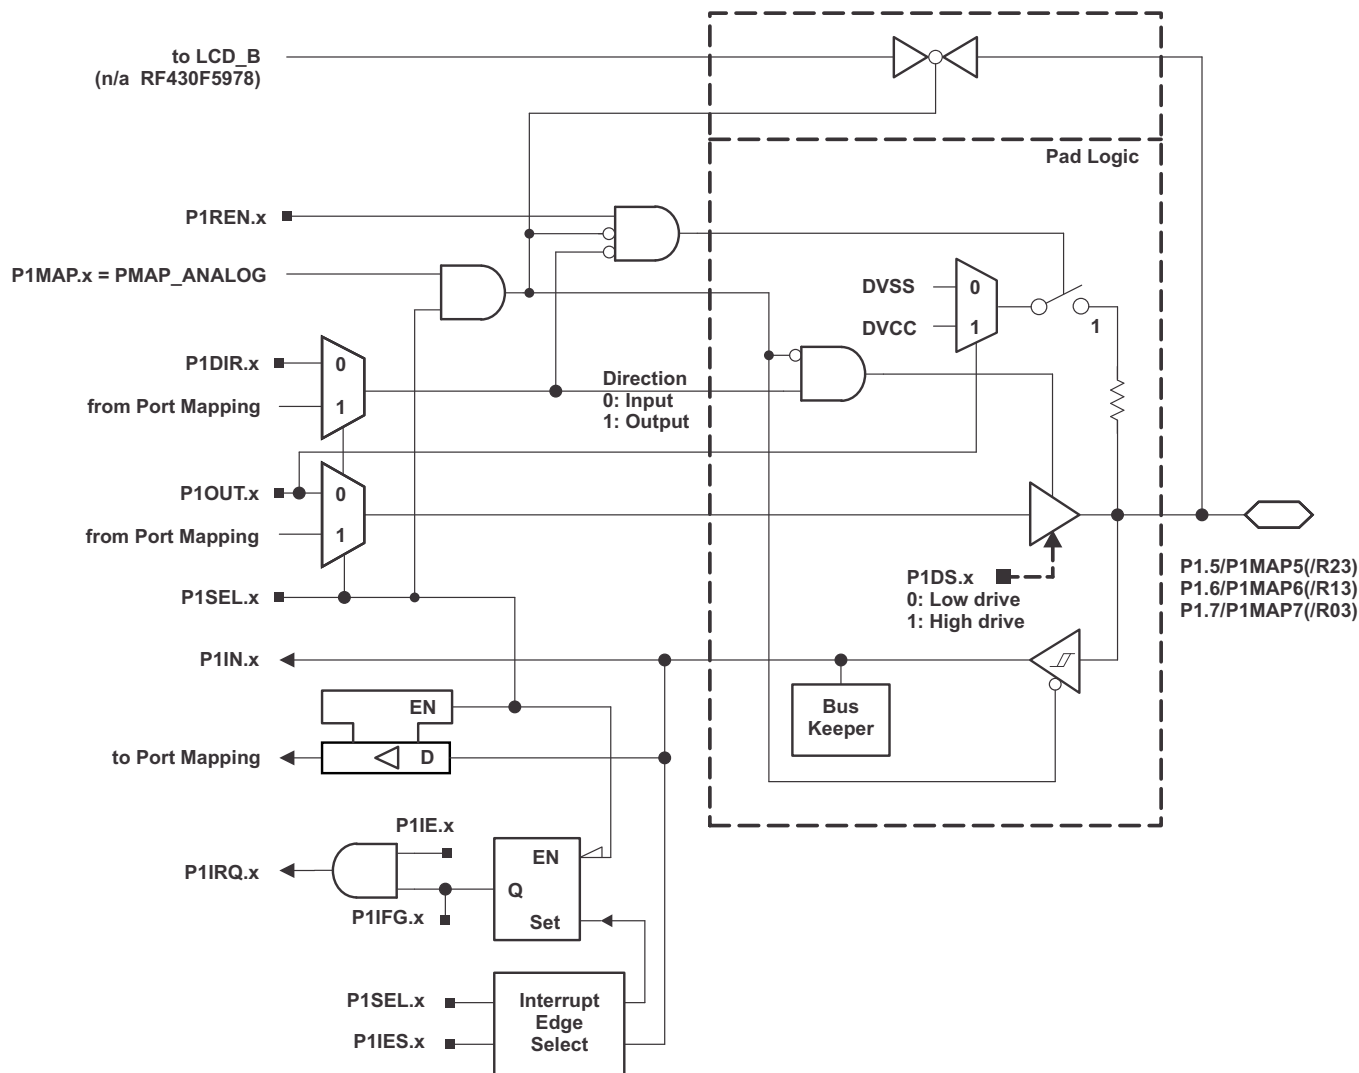 to LCD_B
(n/a RF430F5978)
Pad Logic
P1REN.x
P1MAP.x = PMAP_ANALOG
DVSS
0
DVCC
1
1
P1DIR.x
0
from Port Mapping
1
Direction
0: Input
1: Output
P1OUT.x
0
from Port Mapping
1
P1SEL.x
P1DS.x
0: Low drive
1: High drive
P1.5/P1MAP5(/R23)
P1.6/P1MAP6(/R13)
P1.7/P1MAP7(/R03)
P1IN.x
Bus
Keeper
EN
to Port Mapping
D
P1IE.x
P1IRQ.x
EN
Q
P1IFG.x
Set
P1SEL.x
P1IES.x
Interrupt
Edge
Select